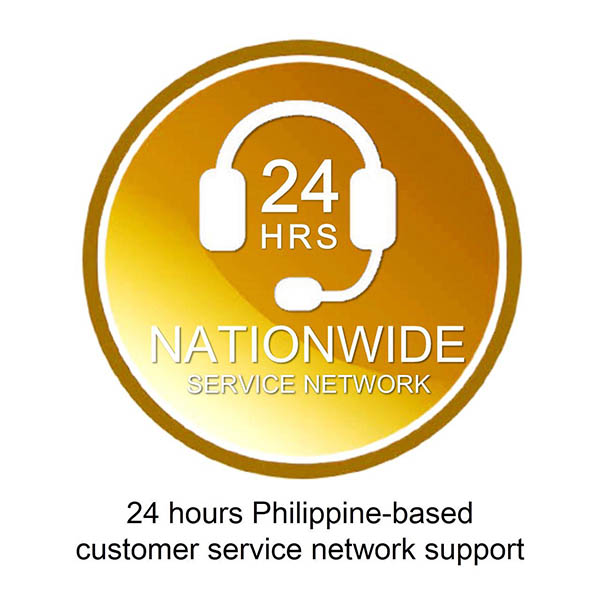 24
HRS
NATIONWIDE
SERVICE NETWORK
24 hours Philippine-based
customer service network support